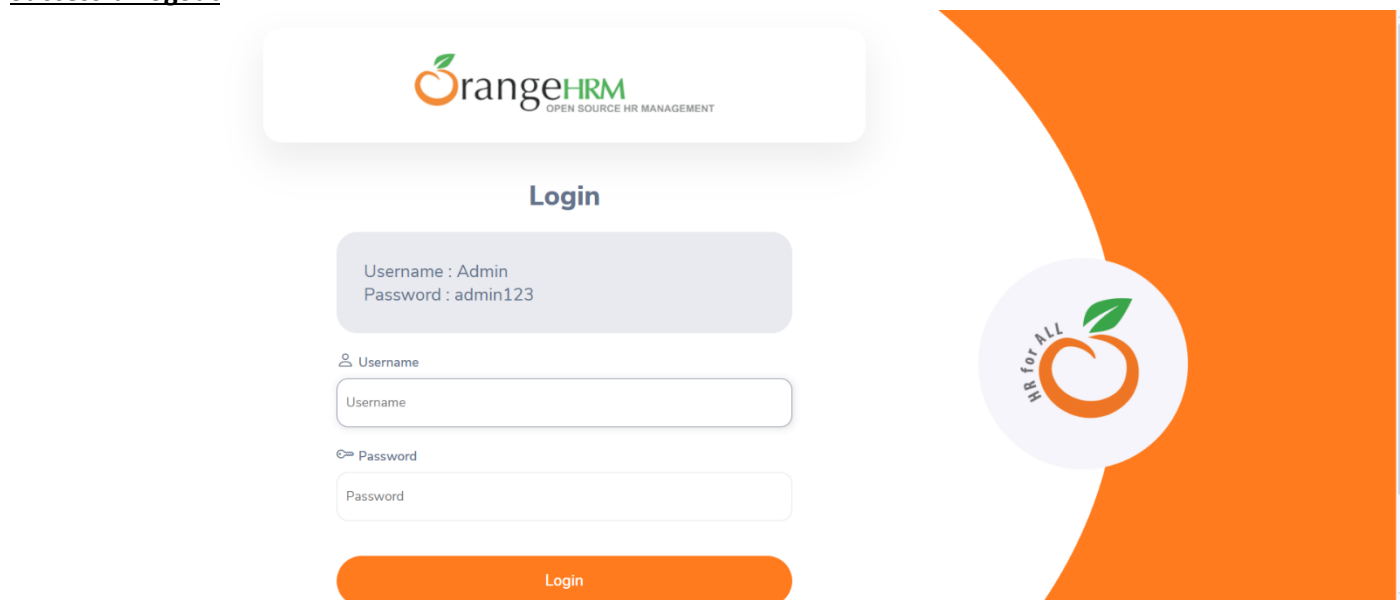 OrangeHRM
OPEN SOURCE HR MANAGEMENT
Login
Username : Admin
Password : admin123
Username
Username
Password
Password
Login
HR for ALL